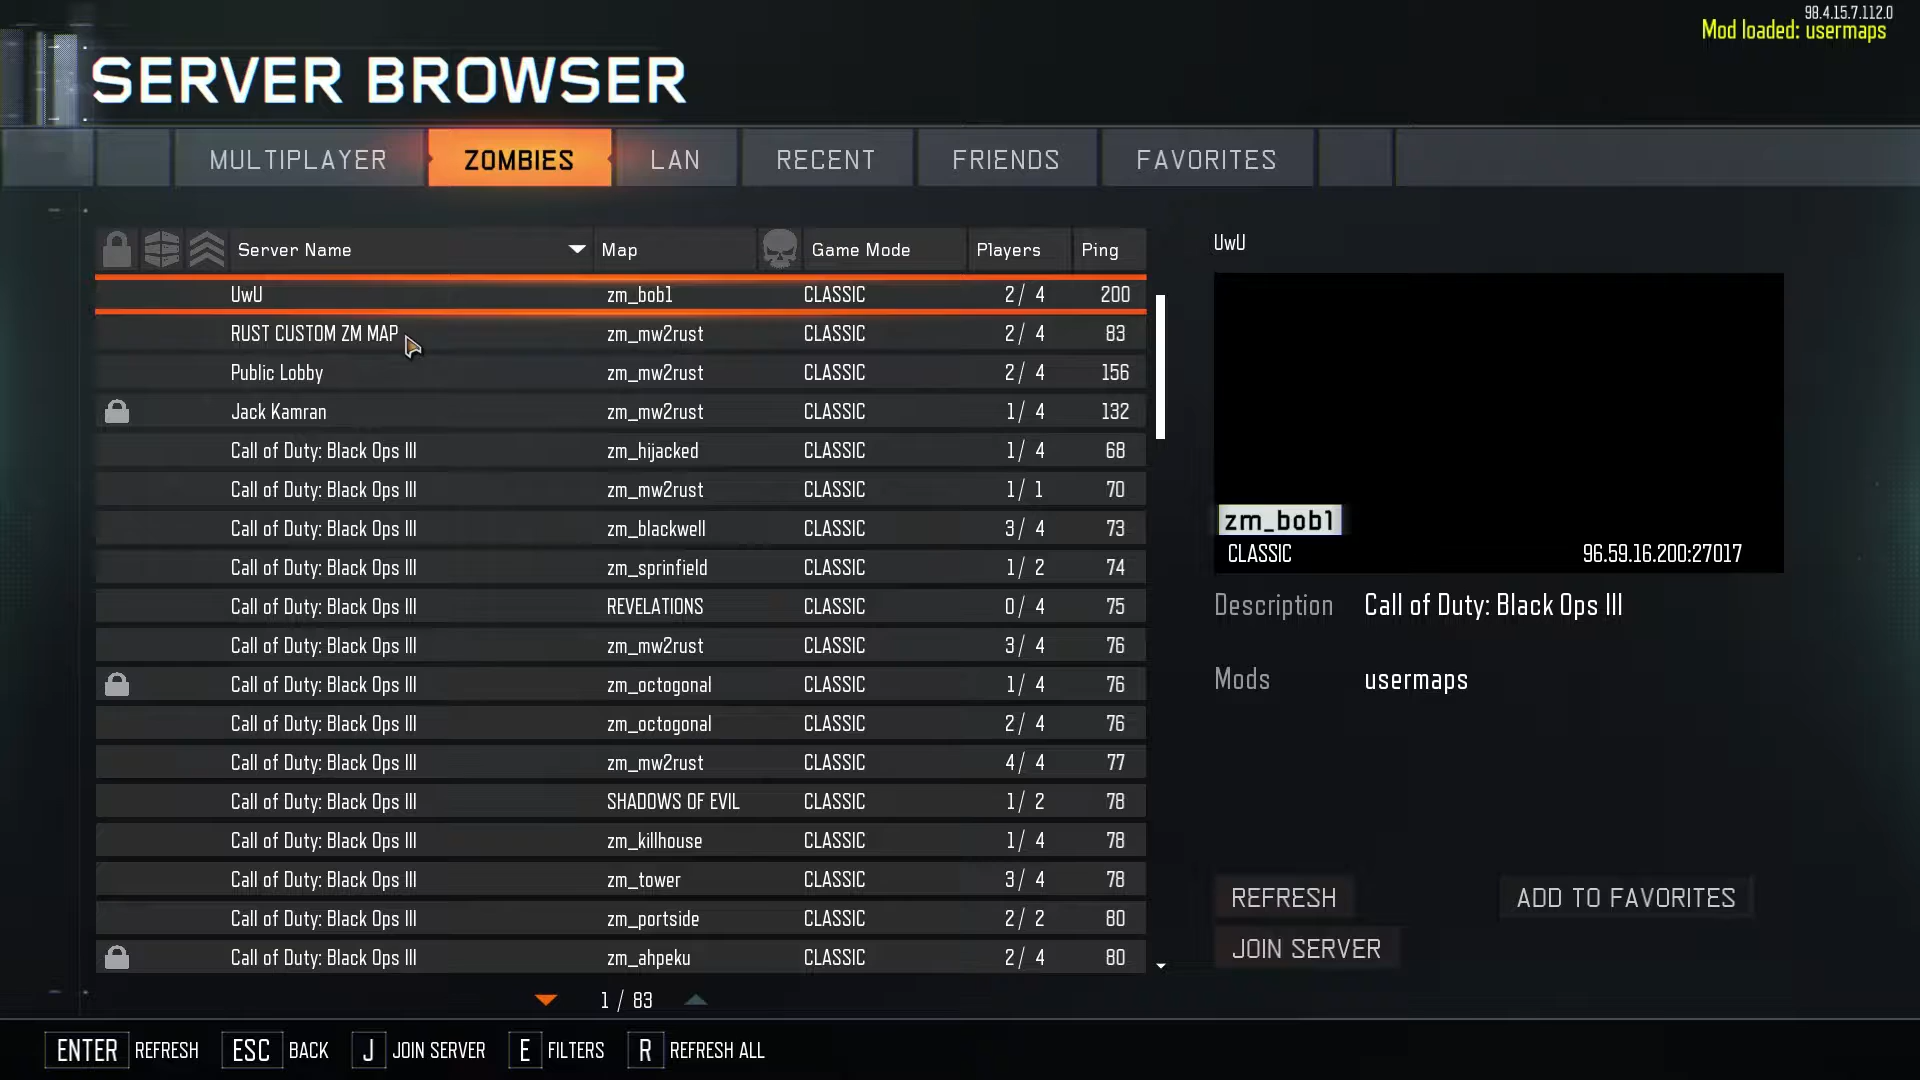 98.4.15.7.112.0
Mod loaded: usermaps
SERVER BROWSER
MULTIPLAYER ZOMBIES LAN RECENT FRIENDS FAVORITES
Server Name Map Game Mode Players Ping
UwU zm_bob1 CLASSIC 2/ 4 200
RUST CUSTOM ZM MAP zm_mw2rust CLASSIC 2/ 4 83
Public Lobby zm_mw2rust CLASSIC 2/ 4 156
Jack Kamran zm_mw2rust CLASSIC 1/ 4 132
Call of Duty: Black Ops III zm_hijacked CLASSIC 1/ 4 68
Call of Duty: Black Ops III zm_mw2rust CLASSIC 1/ 1 70
Call of Duty: Black Ops III zm_blackwell CLASSIC 3/ 4 73
Call of Duty: Black Ops III zm_sprinfield CLASSIC 1/ 2 74
Call of Duty: Black Ops III REVELATIONS CLASSIC 0/ 4 75
Call of Duty: Black Ops III zm_mw2rust CLASSIC 3/ 4 76
Call of Duty: Black Ops III zm_octogonal CLASSIC 1/ 4 76
Call of Duty: Black Ops III zm_octogonal CLASSIC 2/ 4 76
Call of Duty: Black Ops III zm_mw2rust CLASSIC 4/ 4 77
Call of Duty: Black Ops III SHADOWS OF EVIL CLASSIC 1/ 2 78
Call of Duty: Black Ops III zm_killhouse CLASSIC 1/ 4 78
Call of Duty: Black Ops III zm_tower CLASSIC 3/ 4 78
Call of Duty: Black Ops III zm_portside CLASSIC 2/ 2 80
Call of Duty: Black Ops III zm_ahpeku CLASSIC 2/ 4 80
1 / 83
UwU
zm_bob1
CLASSIC 96.59.16.200:27017
Description Call of Duty: Black Ops III
Mods usermaps
REFRESH ADD TO FAVORITES
JOIN SERVER
ENTER REFRESH ESC BACK J JOIN SERVER E FILTERS R REFRESH ALL